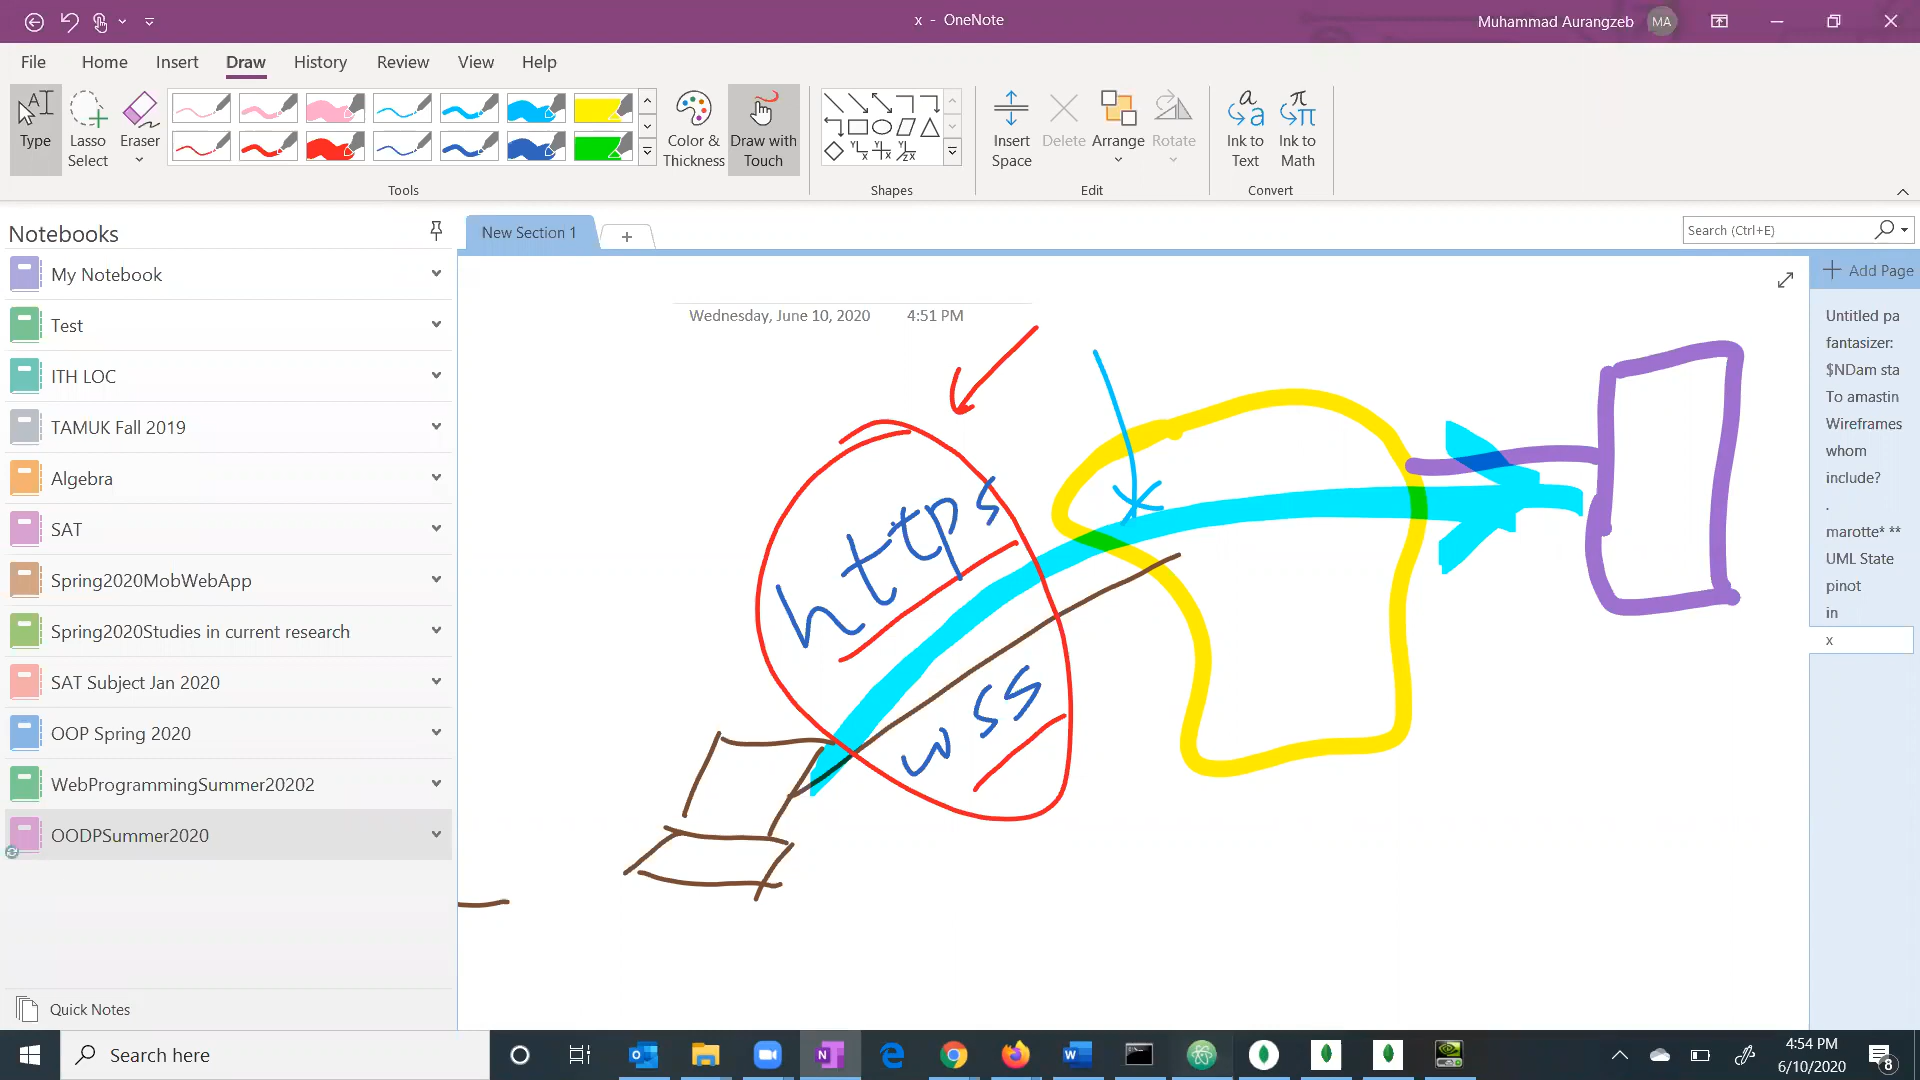 x - OneNote
Muhammad Aurangzeb
MA
File
Home
Insert
Draw
History
Review
View
Help
Type
Lasso Select
Eraser
Color & Thickness
Draw with Touch
Insert Space
Delete
Arrange
Rotate
Ink to Text
Ink to Math
Tools
Shapes
Edit
Convert
Notebooks
New Section 1
Search (Ctrl+E)
My Notebook
Test
ITH LOC
TAMUK Fall 2019
Algebra
SAT
Spring2020MobWebApp
Spring2020Studies in current research
SAT Subject Jan 2020
OOP Spring 2020
WebProgrammingSummer20202
OODPSummer2020
Quick Notes
Wednesday, June 10, 2020 4:51 PM
https
wss
Add Page
Untitled pa
fantasizer:
$NDam sta
To amastin
Wireframes
whom
include?
.
marotte* **
UML State
pinot
in
x
Search here
4:54 PM
6/10/2020
8